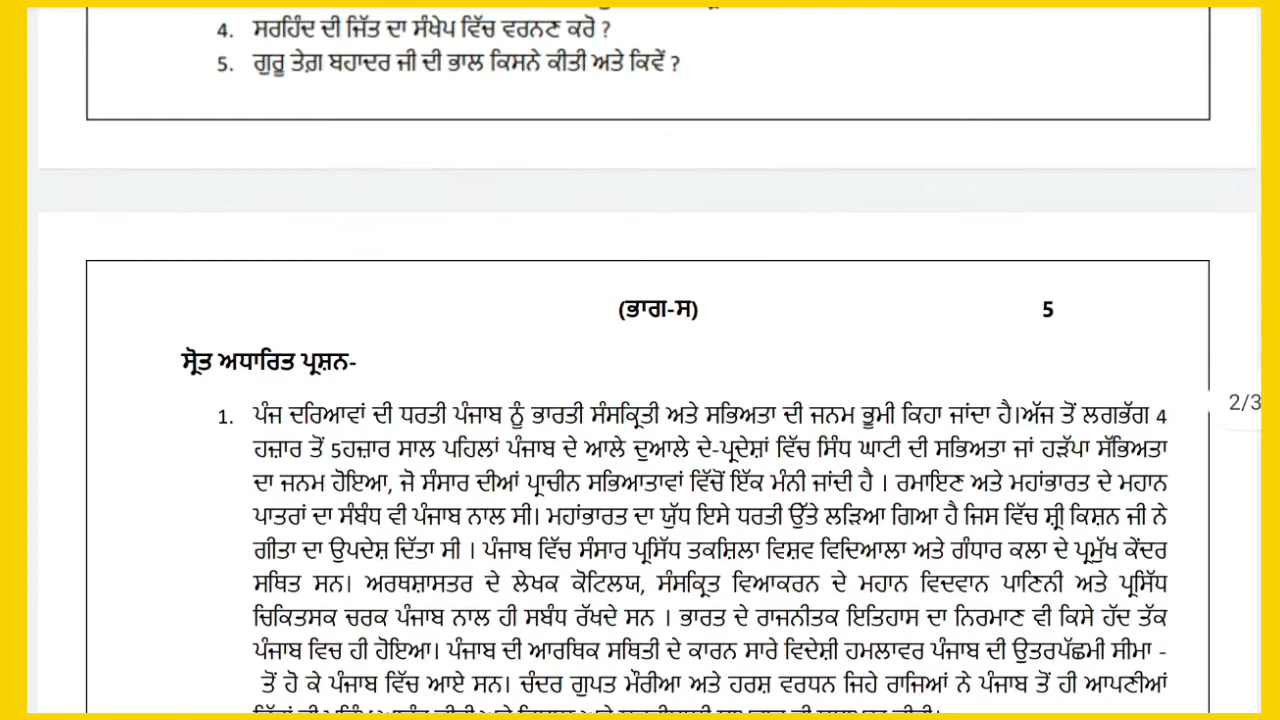 4. ਸਰਹਿੰਦ ਦੀ ਜਿੱਤ ਦਾ ਸੰਖੇਪ ਵਿੱਚ ਵਰਨਣ ਕਰੋ ?
5. ਗੁਰੂ ਤੇਗ਼ ਬਹਾਦਰ ਜੀ ਦੀ ਭਾਲ ਕਿਸਨੇ ਕੀਤੀ ਅਤੇ ਕਿਵੇਂ ?
(ਭਾਗ-ਸ) 5
ਸ੍ਰੋਤ ਅਧਾਰਿਤ ਪ੍ਰਸ਼ਨ-
2/3
1. ਪੰਜ ਦਰਿਆਵਾਂ ਦੀ ਧਰਤੀ ਪੰਜਾਬ ਨੂੰ ਭਾਰਤੀ ਸੰਸਕ੍ਰਿਤੀ ਅਤੇ ਸਭਿਅਤਾ ਦੀ ਜਨਮ ਭੂਮੀ ਕਿਹਾ ਜਾਂਦਾ ਹੈ।ਅੱਜ ਤੋਂ ਲਗਭੱਗ 4
ਹਜ਼ਾਰ ਤੋਂ 5ਹਜ਼ਾਰ ਸਾਲ ਪਹਿਲਾਂ ਪੰਜਾਬ ਦੇ ਆਲੇ ਦੁਆਲੇ ਦੇ-ਪ੍ਰਦੇਸ਼ਾਂ ਵਿੱਚ ਸਿੰਧ ਘਾਟੀ ਦੀ ਸਭਿਅਤਾ ਜਾਂ ਹੜੱਪਾ ਸੱਭਿਅਤਾ
ਦਾ ਜਨਮ ਹੋਇਆ, ਜੋ ਸੰਸਾਰ ਦੀਆਂ ਪ੍ਰਾਚੀਨ ਸਭਿਆਤਾਵਾਂ ਵਿੱਚੋਂ ਇੱਕ ਮੰਨੀ ਜਾਂਦੀ ਹੈ । ਰਮਾਇਣ ਅਤੇ ਮਹਾਂਭਾਰਤ ਦੇ ਮਹਾਨ
ਪਾਤਰਾਂ ਦਾ ਸੰਬੰਧ ਵੀ ਪੰਜਾਬ ਨਾਲ ਸੀ। ਮਹਾਂਭਾਰਤ ਦਾ ਯੁੱਧ ਇਸੇ ਧਰਤੀ ਉੱਤੇ ਲੜਿਆ ਗਿਆ ਹੈ ਜਿਸ ਵਿੱਚ ਸ਼੍ਰੀ ਕਿਸ਼ਨ ਜੀ ਨੇ
ਗੀਤਾ ਦਾ ਉਪਦੇਸ਼ ਦਿੱਤਾ ਸੀ । ਪੰਜਾਬ ਵਿੱਚ ਸੰਸਾਰ ਪ੍ਰਸਿੱਧ ਤਕਸ਼ਿਲਾ ਵਿਸ਼ਵ ਵਿਦਿਆਲਾ ਅਤੇ ਗੰਧਾਰ ਕਲਾ ਦੇ ਪ੍ਰਮੁੱਖ ਕੇਂਦਰ
ਸਥਿਤ ਸਨ। ਅਰਥਸ਼ਾਸਤਰ ਦੇ ਲੇਖਕ ਕੋਟਿਲਯ, ਸੰਸਕ੍ਰਿਤ ਵਿਆਕਰਨ ਦੇ ਮਹਾਨ ਵਿਦਵਾਨ ਪਾਣਿਨੀ ਅਤੇ ਪ੍ਰਸਿੱਧ
ਚਿਕਿਤਸਕ ਚਰਕ ਪੰਜਾਬ ਨਾਲ ਹੀ ਸਬੰਧ ਰੱਖਦੇ ਸਨ । ਭਾਰਤ ਦੇ ਰਾਜਨੀਤਕ ਇਤਿਹਾਸ ਦਾ ਨਿਰਮਾਣ ਵੀ ਕਿਸੇ ਹੱਦ ਤੱਕ
ਪੰਜਾਬ ਵਿਚ ਹੀ ਹੋਇਆ। ਪੰਜਾਬ ਦੀ ਆਰਥਿਕ ਸਥਿਤੀ ਦੇ ਕਾਰਨ ਸਾਰੇ ਵਿਦੇਸ਼ੀ ਹਮਲਾਵਰ ਪੰਜਾਬ ਦੀ ਉਤਰਪੱਛਮੀ ਸੀਮਾ -
ਤੋਂ ਹੋ ਕੇ ਪੰਜਾਬ ਵਿੱਚ ਆਏ ਸਨ। ਚੰਦਰ ਗੁਪਤ ਮੌਰੀਆ ਅਤੇ ਹਰਸ਼ ਵਰਧਨ ਜਿਹੇ ਰਾਜਿਆਂ ਨੇ ਪੰਜਾਬ ਤੋਂ ਹੀ ਆਪਣੀਆਂ